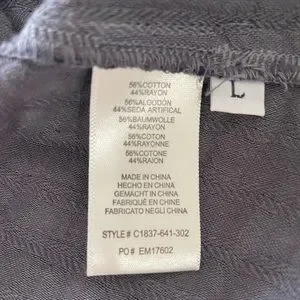 56%COTTON
44%RAYON
56%ALGODÓN
44%SEDA ARTIFICAL
56%BAUMWOLLE
44%RAYON
56%COTON
44%RAYONNE
56%COTONE
44%RAION
MADE IN CHINA
HECHO EN CHINA
GEMACHT IN CHINA
FABRIQUÉ EN CHINE
FABRICATO NEGLI CHINA
STYLE# C1837-641-302
PO# EM17602
L